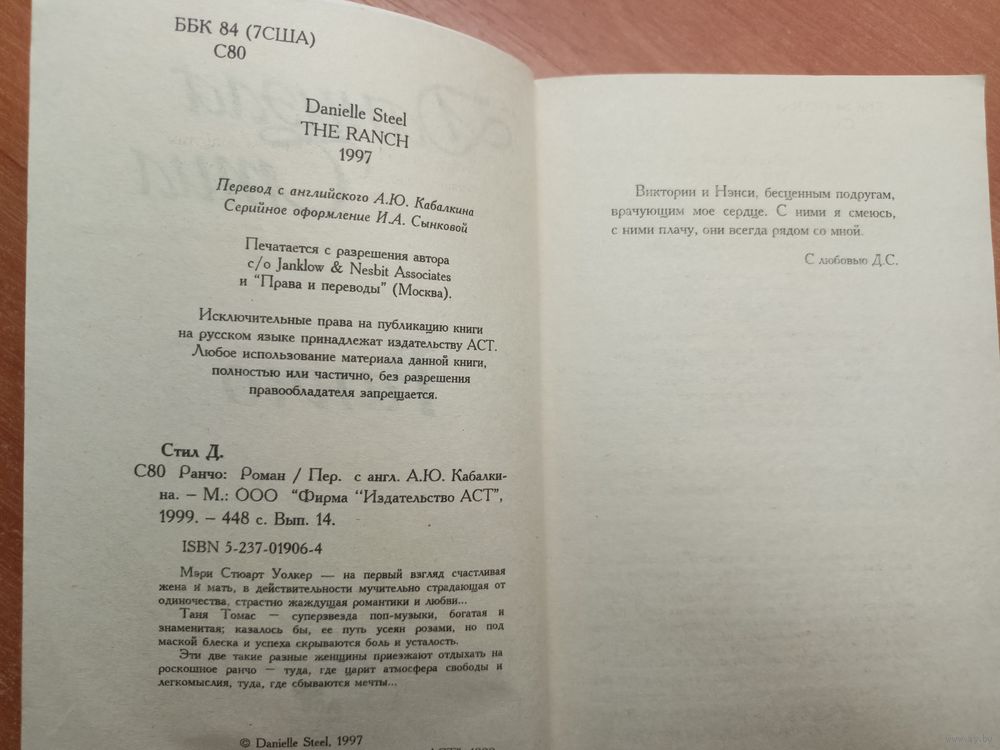 ББК 84 (7США)
С80
Danielle Steel
THE RANCH
1997
Перевод с английского А.Ю. Кабалкина
Серийное оформление И.А. Сынковой
Печатается с разрешения автора
с/о Janklow & Nesbit Associates
и "Права и переводы" (Москва).
Исключительные права на публикацию книги
на русском языке принадлежат издательству АСТ.
Любое использование материала данной книги,
полностью или частично, без разрешения
правообладателя запрещается.
Стил Д.
С80 Ранчо: Роман / Пер. с англ. А.Ю. Кабалки-
на. – М.: ООО "Фирма "Издательство АСТ",
1999. – 448 с. Вып. 14.
ISBN 5-237-01906-4
Мэри Стюарт Уолкер — на первый взгляд счастливая
жена и мать, в действительности мучительно страдающая от
одиночества, страстно жаждущая романтики и любви...
Таня Томас — суперзвезда поп-музыки, богатая и
знаменитая; казалось бы, ее путь усеян розами, но под
маской блеска и успеха скрываются боль и усталость.
Эти две такие разные женщины приезжают отдыхать на
роскошное ранчо — туда, где царит атмосфера свободы и
легкомыслия, туда, где сбываются мечты...
© Danielle Steel, 1997
Виктории и Нэнси, бесценным подругам,
врачующим мое сердце. С ними я смеюсь,
с ними плачу, они всегда рядом со мной.
С любовью Д.С.